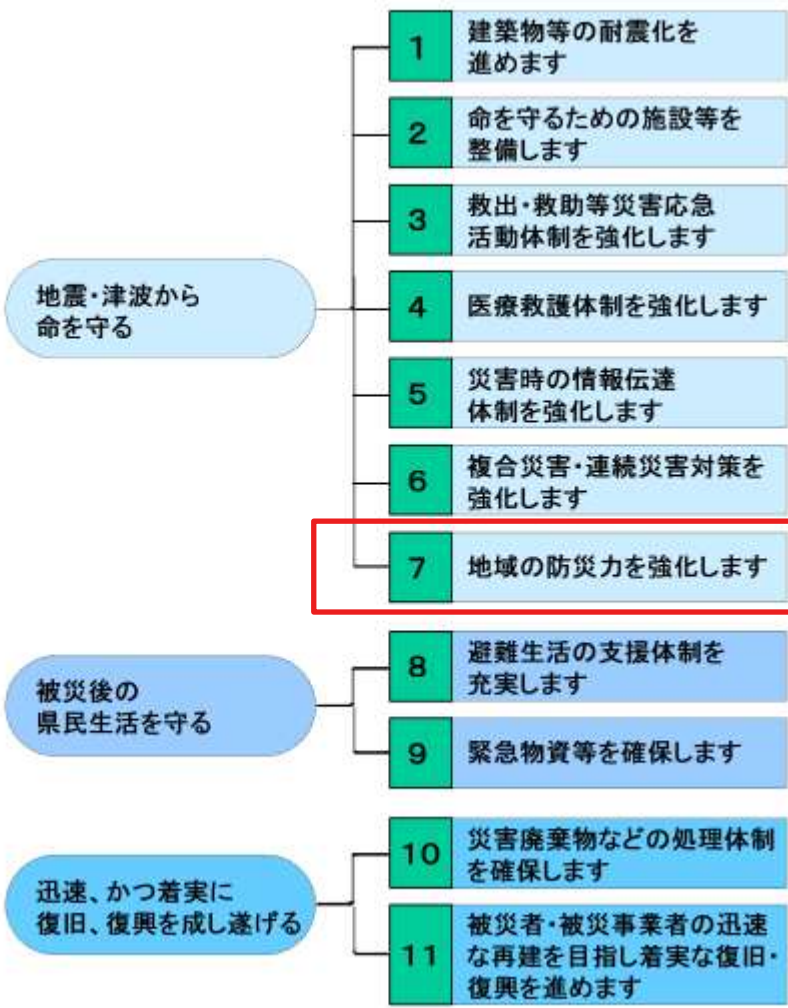 地震・津波から
命を守る
1
建築物等の耐震化を
進めます
2
命を守るための施設等を
整備します
3
救出・救助等災害応急
活動体制を強化します
4
医療救護体制を強化します
5
災害時の情報伝達
体制を強化します
6
複合災害・連続災害対策を
強化します
7
地域の防災力を強化します
被災後の
県民生活を守る
8
避難生活の支援体制を
充実します
9
緊急物資等を確保します
迅速、かつ着実に
復旧、復興を成し遂げる
10
災害廃棄物などの処理体制
を確保します
11
被災者・被災事業者の迅速
な再建を目指し着実な復旧・
復興を進めます